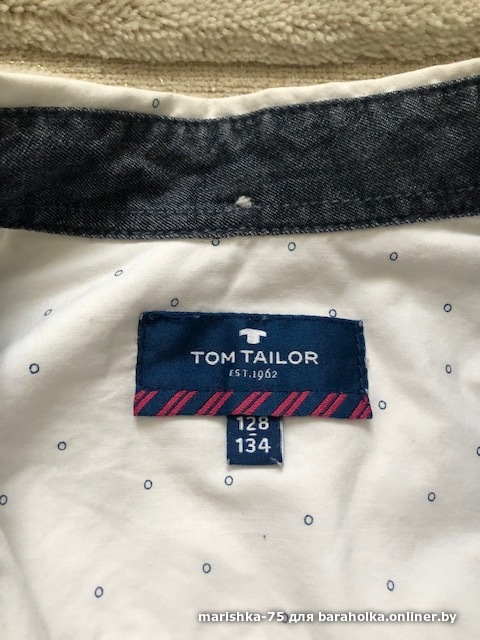 TOM TAILOR
EST. 1962
128
-
134
marishka-75 для baraholka.onliner.by